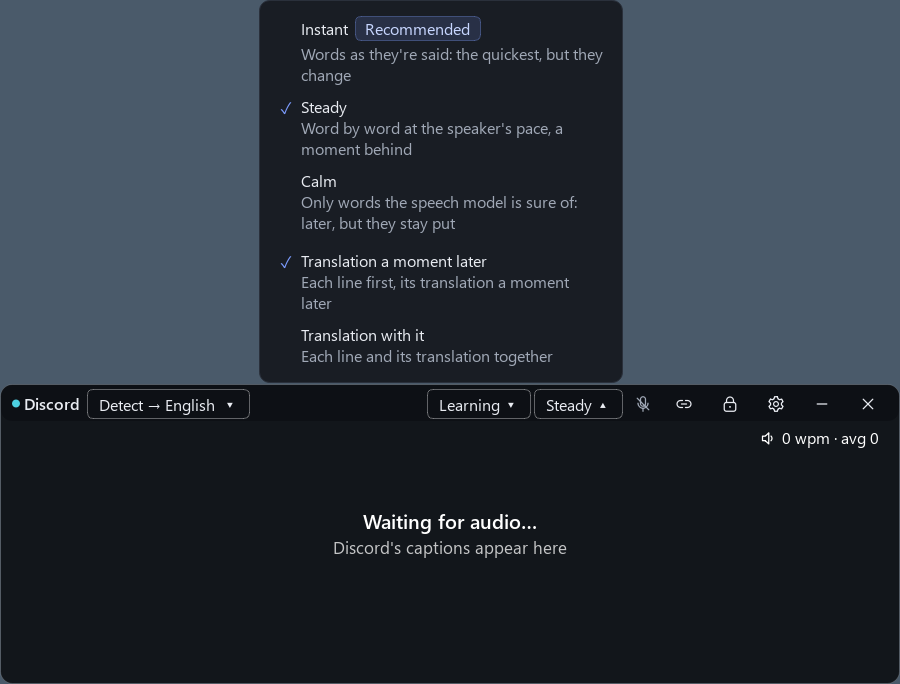 Instant Recommended
Words as they're said: the quickest, but they
change
✓ Steady
Word by word at the speaker's pace, a
moment behind
Calm
Only words the speech model is sure of:
later, but they stay put
✓ Translation a moment later
Each line first, its translation a moment
later
Translation with it
Each line and its translation together
Discord Detect → English ▼ Learning ▼ Steady ▲
0 wpm · avg 0
Waiting for audio...
Discord's captions appear here